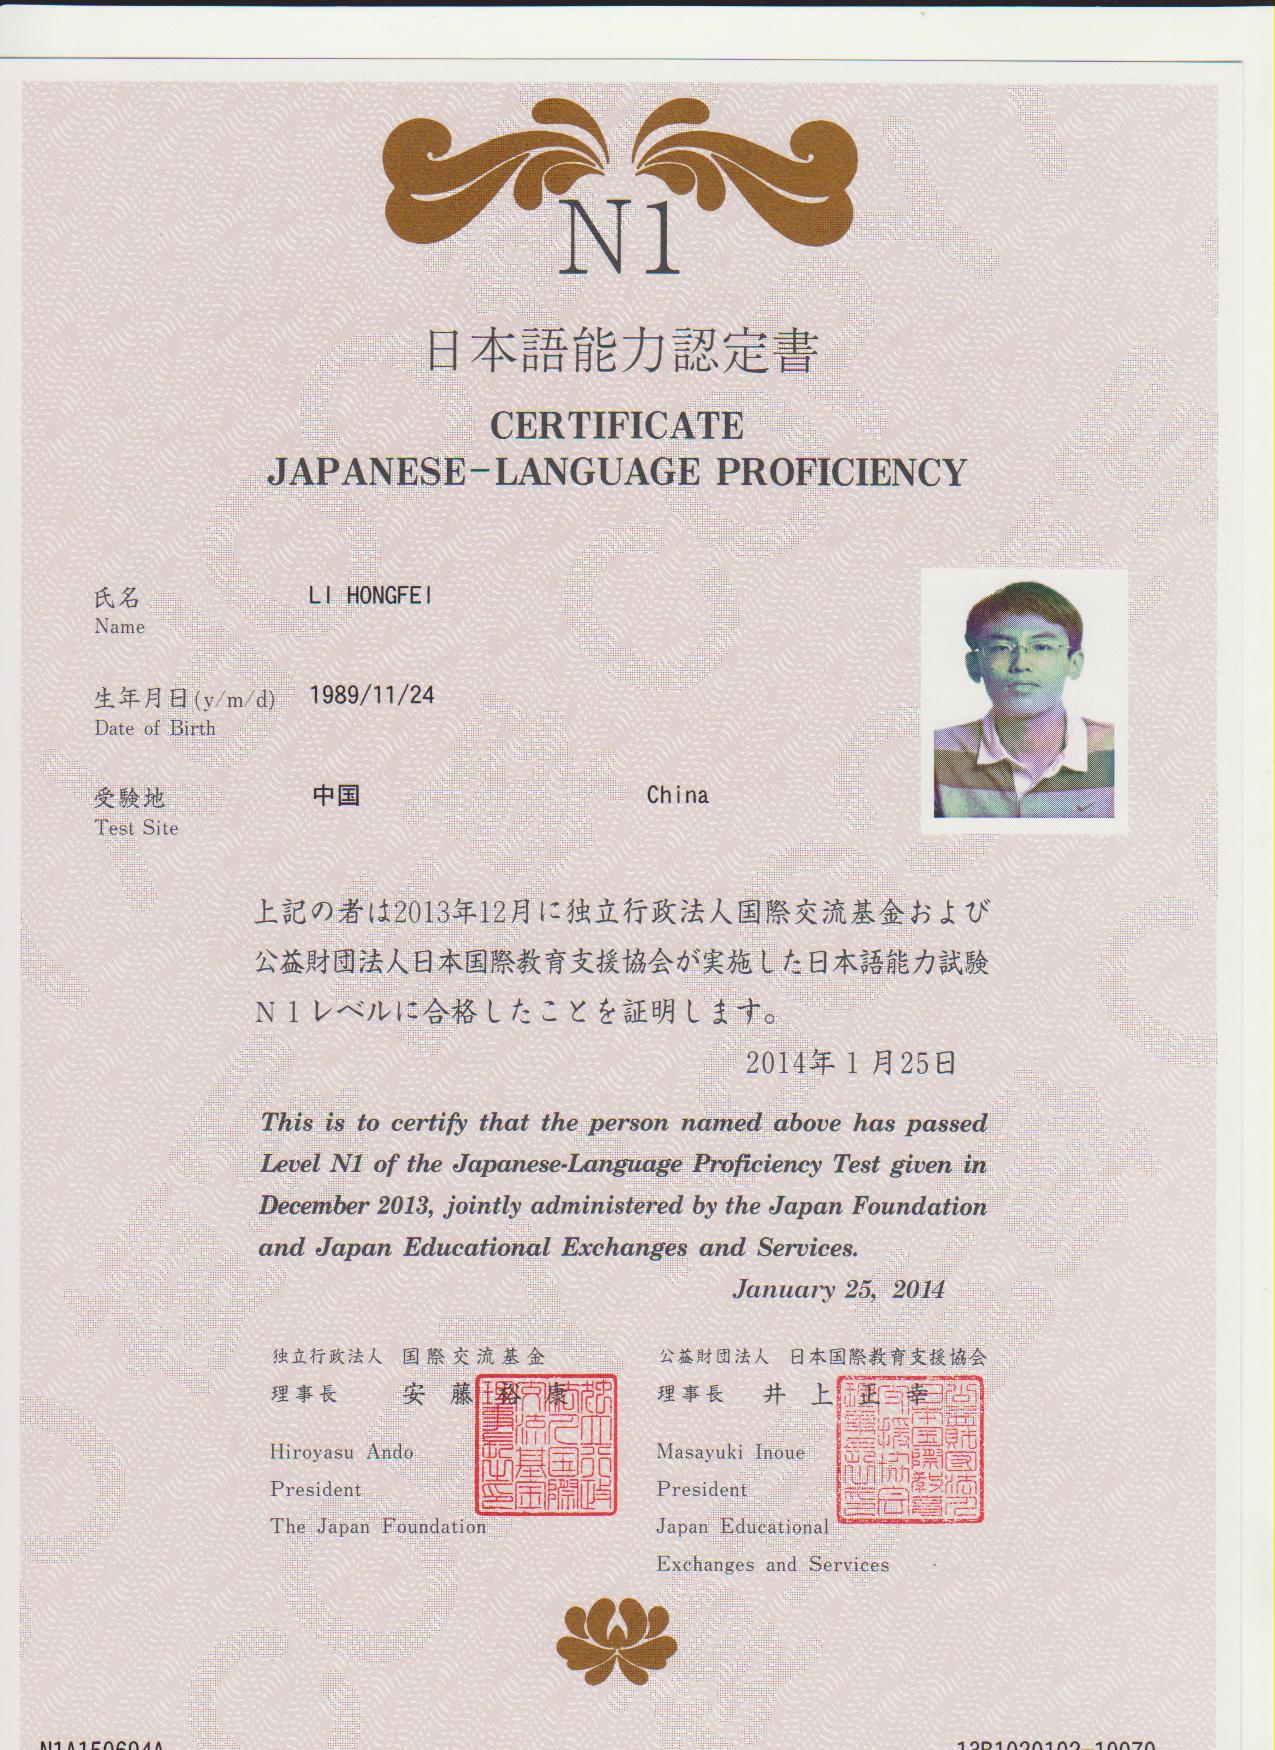 N1
日本語能力認定書
CERTIFICATE
JAPANESE-LANGUAGE PROFICIENCY
氏名 LI HONGFEI
Name
生年月日(y/m/d) 1989/11/24
Date of Birth
受験地 中国 China
Test Site
上記の者は2013年12月に独立行政法人国際交流基金および
公益財団法人日本国際教育支援協会が実施した日本語能力試験
N1レベルに合格したことを証明します。
2014年1月25日
This is to certify that the person named above has passed
Level N1 of the Japanese-Language Proficiency Test given in
December 2013, jointly administered by the Japan Foundation
and Japan Educational Exchanges and Services.
January 25, 2014
独立行政法人 国際交流基金
理事長 安藤裕康
Hiroyasu Ando
President
The Japan Foundation
公益財団法人 日本国際教育支援協会
理事長 井上正幸
Masayuki Inoue
President
Japan Educational
Exchanges and Services